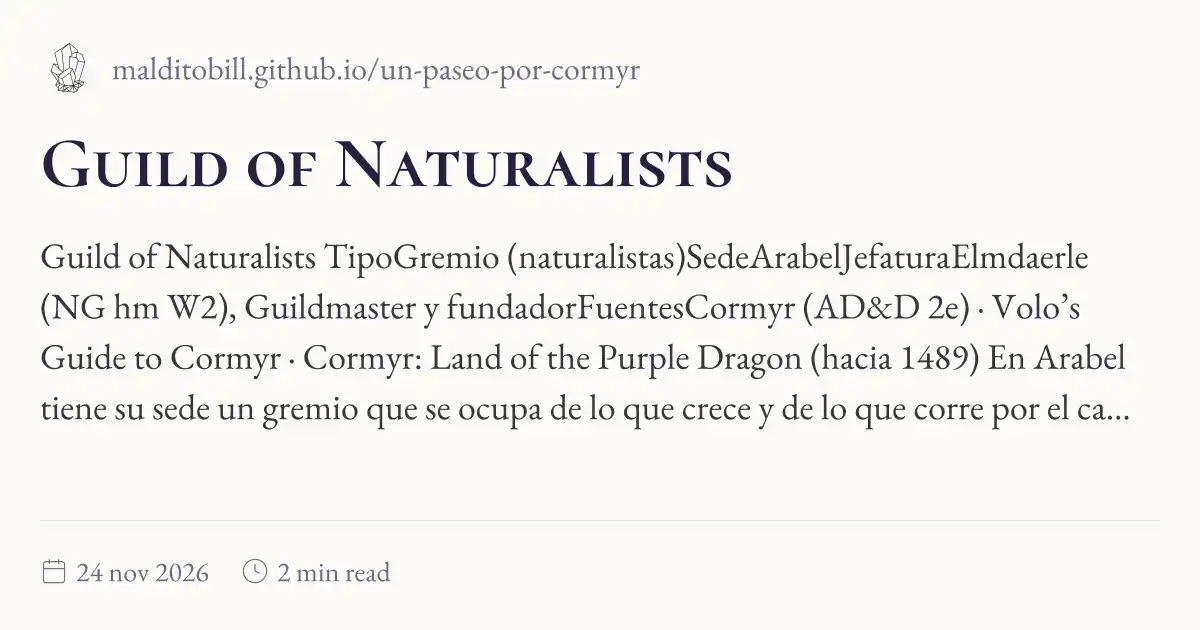 malditobill.github.io/un-paseo-por-cormyr
Guild of Naturalists
Guild of Naturalists TipoGremio (naturalistas)SedeArabelJefaturaElmdaerle
(NG hm W2), Guildmaster y fundadorFuentesCormyr (AD&D 2e) · Volo’s
Guide to Cormyr · Cormyr: Land of the Purple Dragon (hacia 1489) En Arabel
tiene su sede un gremio que se ocupa de lo que crece y de lo que corre por el ca...
24 nov 2026
2 min read